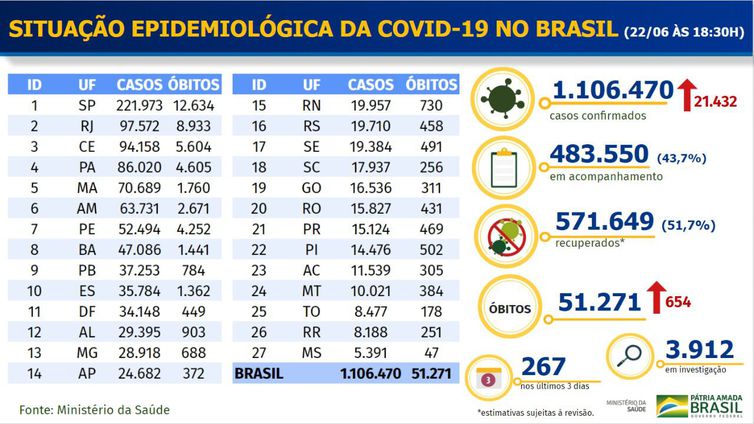 SITUAÇÃO EPIDEMIOLÓGICA DA COVID-19 NO BRASIL (22/06 ÀS 18:30H)
ID UF CASOS ÓBITOS
1 SP 221.973 12.634
2 RJ 97.572 8.933
3 CE 94.158 5.604
4 PA 86.020 4.605
5 MA 70.689 1.760
6 AM 63.731 2.671
7 PE 52.494 4.252
8 BA 47.086 1.441
9 PB 37.253 784
10 ES 35.784 1.362
11 DF 34.148 449
12 AL 29.395 903
13 MG 28.918 688
14 AP 24.682 372
ID UF CASOS ÓBITOS
15 RN 19.957 730
16 RS 19.710 458
17 SE 19.384 491
18 SC 17.937 256
19 GO 16.536 311
20 RO 15.827 431
21 PR 15.124 469
22 PI 14.476 502
23 AC 11.539 305
24 MT 10.021 384
25 TO 8.477 178
26 RR 8.188 251
27 MS 5.391 47
BRASIL 1.106.470 51.271
1.106.470 21.432
casos confirmados
483.550 (43,7%)
em acompanhamento
571.649 (51,7%)
recuperados*
ÓBITOS 51.271 654
3 267
nos últimos 3 dias
3.912
em investigação
*estimativas sujeitas à revisão.
MINISTÉRIO DA
SAÚDE
PÁTRIA AMADA
BRASIL
GOVERNO FEDERAL
Fonte: Ministério da Saúde